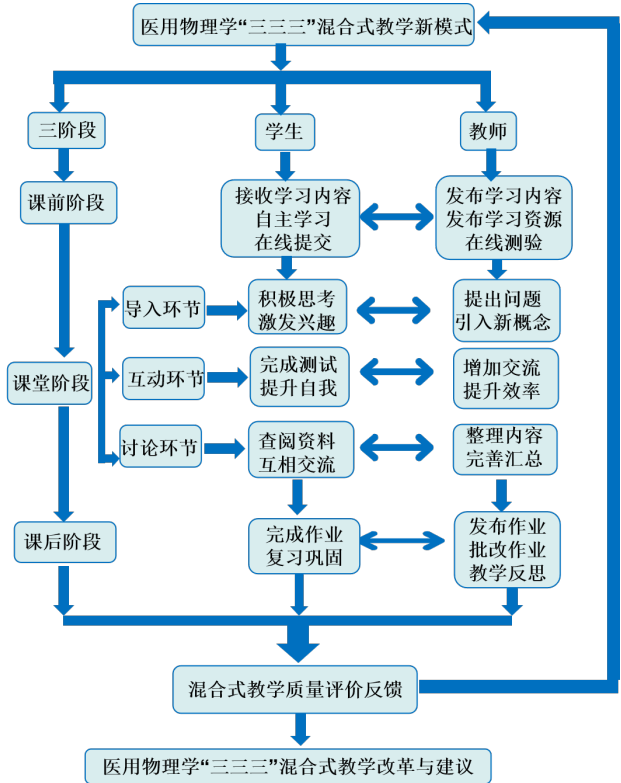 医用物理学“三三三”混合式教学新模式
三阶段
学生
教师
课前阶段
接收学习内容
自主学习
在线提交
发布学习内容
发布学习资源
在线测验
导入环节
积极思考
激发兴趣
提出问题
引入新概念
课堂阶段
互动环节
完成测试
提升自我
增加交流
提升效率
讨论环节
查阅资料
互相交流
整理内容
完善汇总
课后阶段
完成作业
复习巩固
发布作业
批改作业
教学反思
混合式教学质量评价反馈
医用物理学“三三三”混合式教学改革与建议